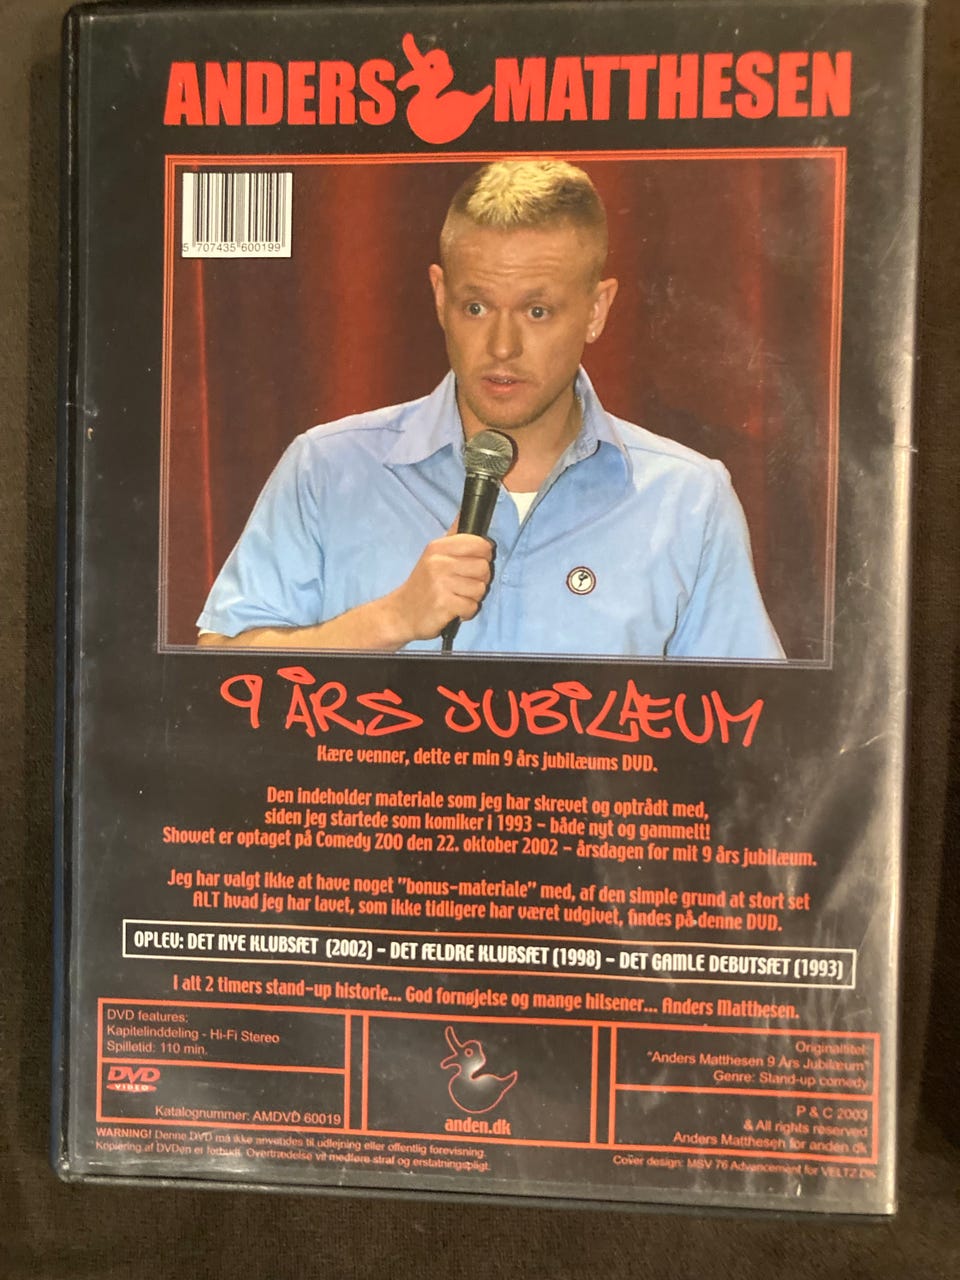 ANDERS MATTHESEN
5 707435 600199
9 ÅRS JUBILÆUM
Kære venner, dette er min 9 års jubilæums DVD.
Den indeholder materiale som jeg har skrevet og optrådt med,
siden jeg startede som komiker i 1993 - både nyt og gammelt!
Showet er optaget på Comedy ZOO den 22. oktober 2002 - årsdagen for mit 9 års jubilæum.
Jeg har valgt ikke at have noget "bonus-materiale" med, af den simple grund at stort set
ALT hvad jeg har lavet, som ikke tidligere har været udgivet, findes på denne DVD.
OPLEV: DET NYE KLUBSÆT (2002) - DET ÆLDRE KLUBSÆT (1998) - DET GAMLE DEBUTSÆT (1993)
I alt 2 timers stand-up historie... God fornøjelse og mange hilsener... Anders Matthesen.
DVD features:
Kapitelinddeling - Hi-Fi Stereo
Spilletid: 110 min.
DVD
VIDEO
Katalognummer: AMDVD 60019
anden.dk
Originaltitel:
"Anders Matthesen 9 Års Jubilæum"
Genre: Stand-up comedy
P & C 2003
& All rights reserved
Anders Matthesen for anden.dk
WARNING! Denne DVD må ikke anvendes til udlejning eller offentlig forevisning.
Kopiering af DVDen er forbudt. Overtrædelse vil medføre straf og erstatningspligt.
Cover design: MSV 76 Advancement for VELTZ.DK